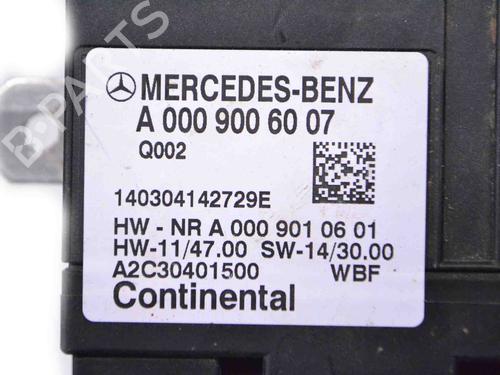 B-PARTS
MERCEDES-BENZ
A 000 900 60 07
Q002
140304142729E
HW - NR A 000 901 06 01
HW-11/47.00 SW-14/30.00
A2C30401500 WBF
Continental